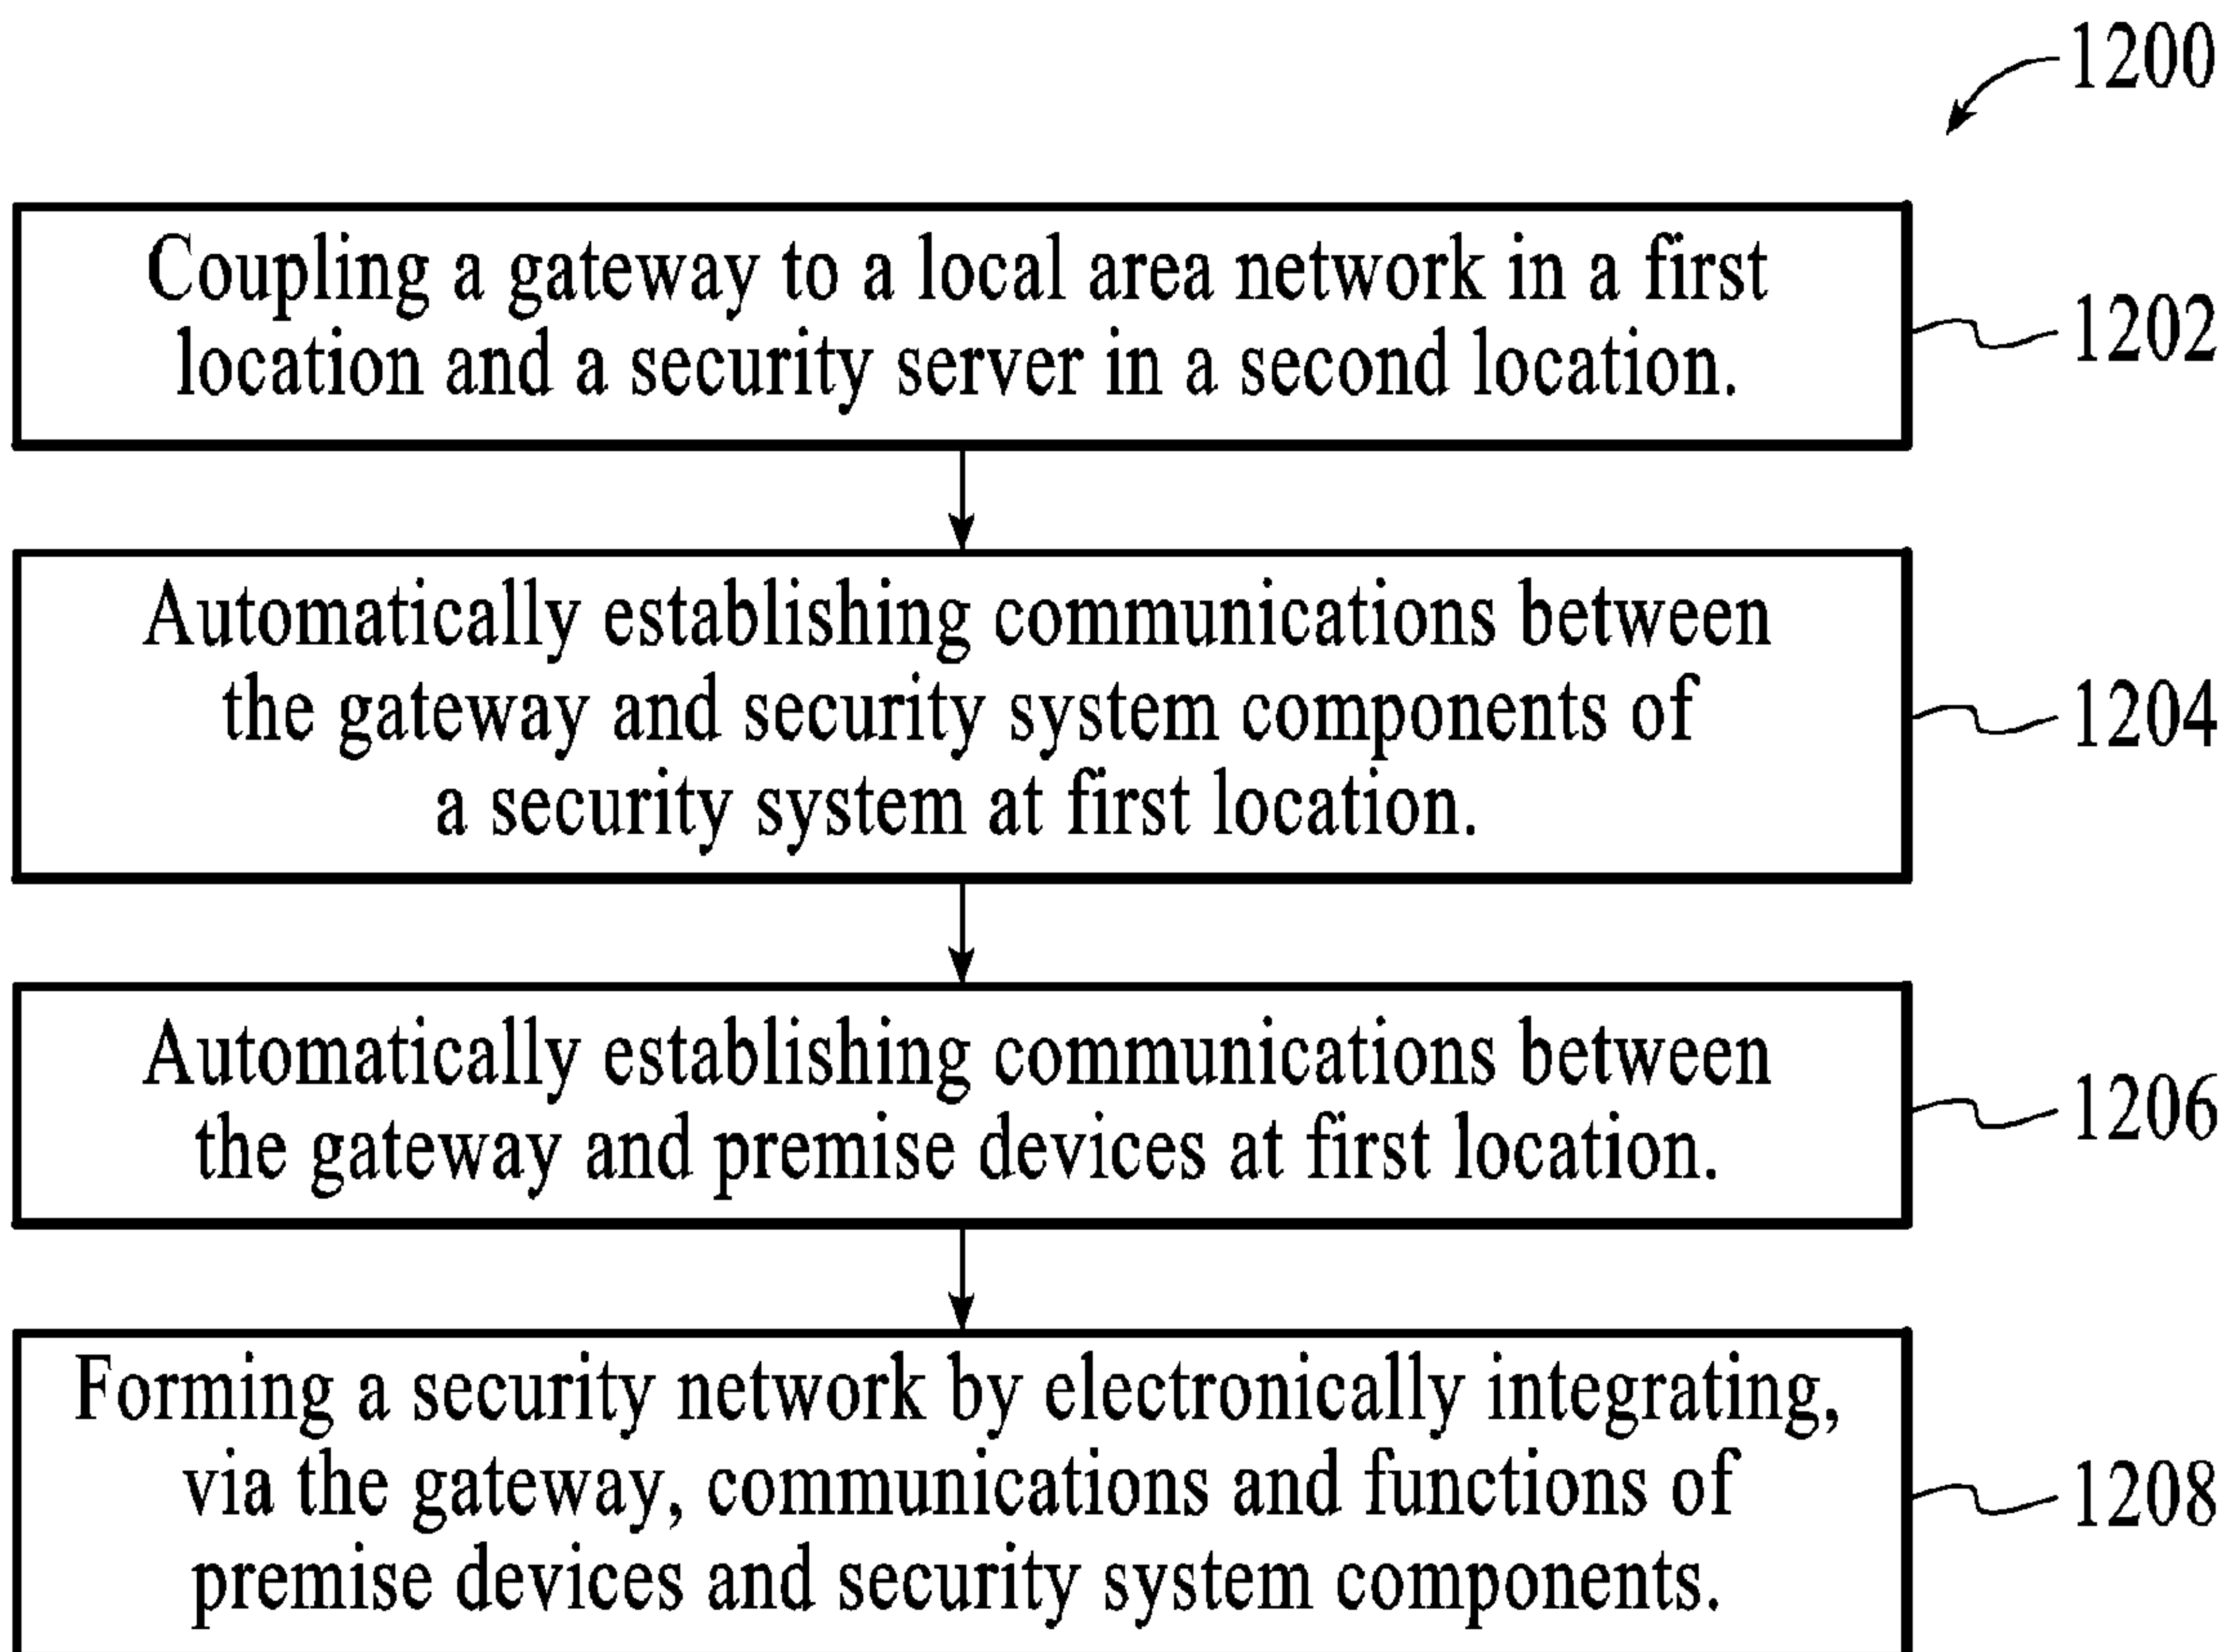 1200
Coupling a gateway to a local area network in a first
location and a security server in a second location.
1202
Automatically establishing communications between
the gateway and security system components of
a security system at first location.
1204
Automatically establishing communications between
the gateway and premise devices at first location.
1206
Forming a security network by electronically integrating,
via the gateway, communications and functions of
premise devices and security system components.
1208